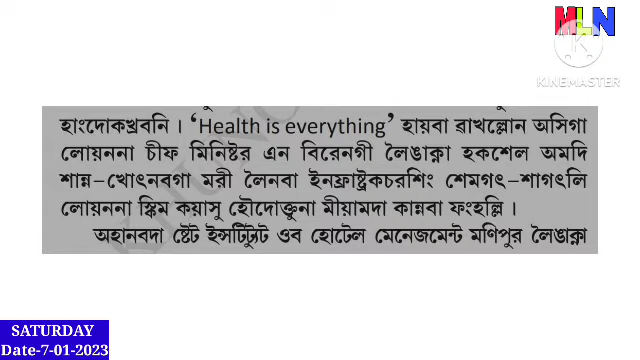 MLN
KINEMASTER
হাংদোকখ্রবনি। ‘Health is everything’ হায়বা ৱাখল্লোন অসিগা
লোয়ননা চীফ মিনিষ্টর এন বিরেনগী লৈঙাক্না হকশেল অমদি
শান্ন-খোৎনবগা মরী লৈনবা ইনফ্রাষ্ট্রকচরশিং শেমগৎ-শাগৎলি
লোয়ননা স্কিম কয়াসু হৌদোক্তুনা মীয়ামদা কান্নবা ফংহল্লি।
অহানবদা ষ্টেট ইন্সটিট্যুট ওব হোটেল মেনেজমেন্ট মণিপুর লৈঙাক্না
SATURDAY
Date-7-01-2023